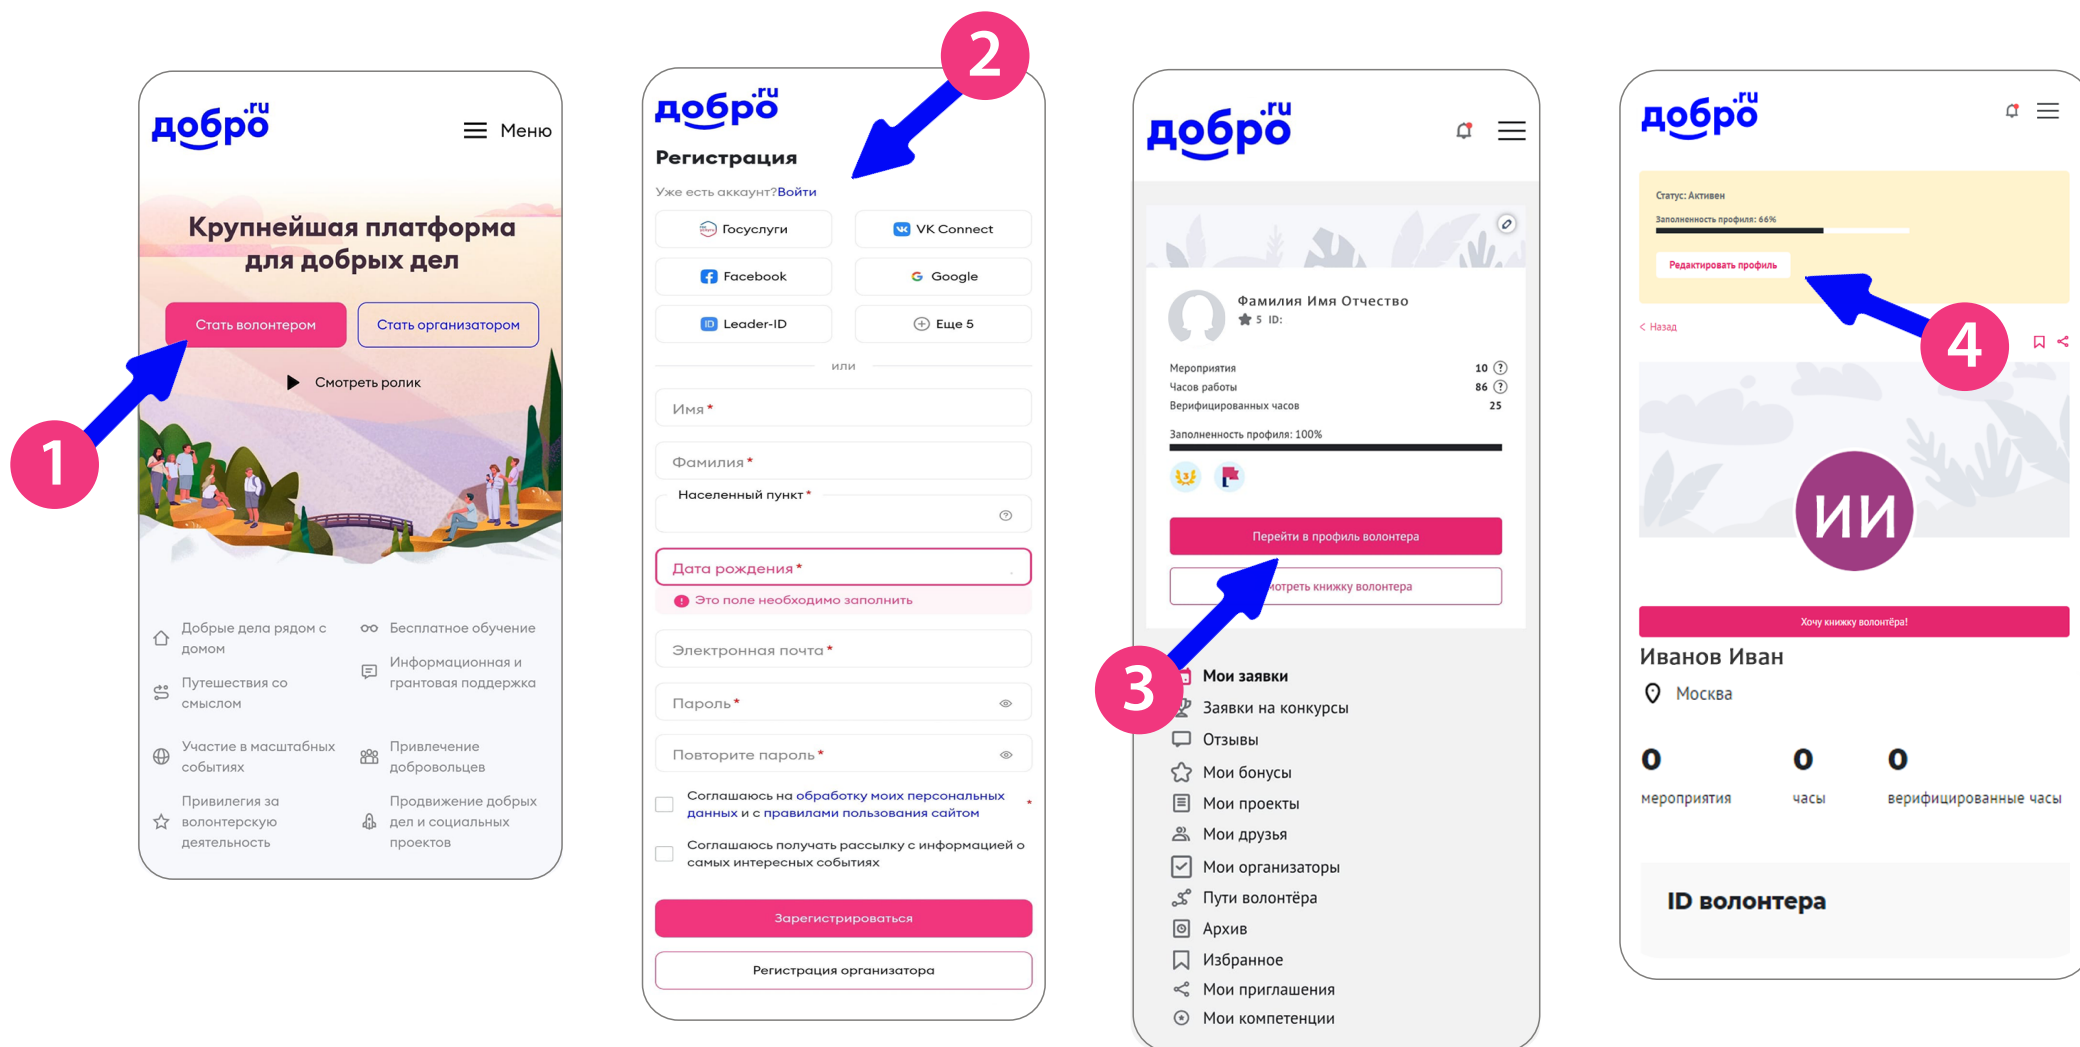 1
добро.ru
Меню
Крупнейшая платформа
для добрых дел
Стать волонтером
Стать организатором
Смотреть ролик
Добрые дела рядом с
домом
Путешествия со
смыслом
Участие в масштабных
событиях
Привилегия за
волонтерскую
деятельность
Бесплатное обучение
Информационная и
грантовая поддержка
Привлечение
добровольцев
Продвижение добрых
дел и социальных
проектов
2
добро.ru
Регистрация
Уже есть аккаунт?Войти
Госуслуги
VK Connect
Facebook
Google
Leader-ID
Еще 5
или
Имя*
Фамилия*
Населенный пункт*
Дата рождения*
Это поле необходимо заполнить
Электронная почта*
Пароль*
Повторите пароль*
Соглашаюсь на обработку моих персональных
данных и с правилами пользования сайтом
*
Соглашаюсь получать рассылку с информацией о
самых интересных событиях
Зарегистрироваться
Регистрация организатора
3
добро.ru
Фамилия Имя Отчество
5 ID:
Мероприятия 10
Часов работы 86
Верифицированных часов 25
Заполненность профиля: 100%
3
Перейти в профиль волонтера
отреть книжку волонтера
Мои заявки
Заявки на конкурсы
Отзывы
Мои бонусы
Мои проекты
Мои друзья
Мои организаторы
Пути волонтёра
Архив
Избранное
Мои приглашения
Мои компетенции
4
добро.ru
Статус: Активен
Заполненность профиля: 66%
Редактировать профиль
< Назад
ИИ
Хочу книжку волонтёра!
Иванов Иван
Москва
0 0 0
мероприятия часы верифицированные часы
ID волонтера